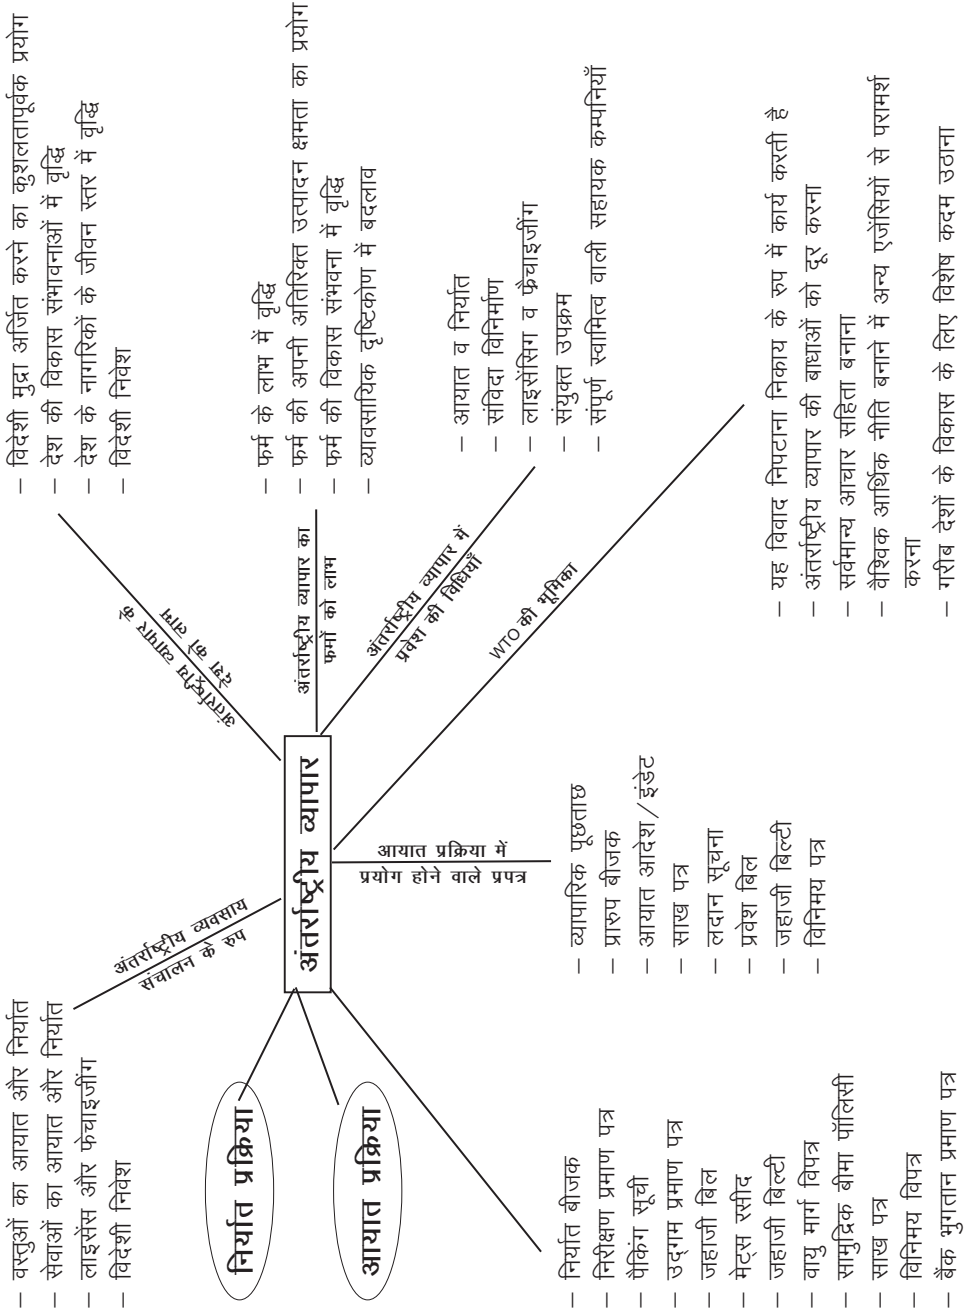 अंतर्राष्ट्रीय व्यापार
अंतर्राष्ट्रीय व्यवसाय
संचालन के रुप
– वस्तुओं का आयात और निर्यात
– सेवाओं का आयात और निर्यात
– लाइसेंस और फेचाइजींग
– विदेशी निवेश
अंतर्राष्ट्रीय व्यापार के
देश को लाभ
– विदेशी मुद्रा अर्जित करने का कुशलतापूर्वक प्रयोग
– देश की विकास संभावनाओं में वृद्धि
– देश के नागरिकों के जीवन स्तर में वृद्धि
– विदेशी निवेश
अंतर्राष्ट्रीय व्यापार का
फर्मों को लाभ
– फर्म के लाभ में वृद्धि
– फर्म की अपनी अतिरिक्त उत्पादन क्षमता का प्रयोग
– फर्म की विकास संभवना में वृद्धि
– व्यावसायिक दृष्टिकोण में बदलाव
अंतर्राष्ट्रीय व्यापार में
प्रवेश की विधियाँ
– आयात व निर्यात
– संविदा विनिर्माण
– लाइसेंसिग व फ्रैचाइजींग
– संयुक्त उपक्रम
– संपूर्ण स्वामित्व वाली सहायक कम्पनियाँ
WTO की भूमिका
– यह विवाद निपटाना निकाय के रुप में कार्य करती है
– अंतर्राष्ट्रीय व्यापार की बाधाओं को दूर करना
– सर्वमान्य आचार सहिता बनाना
– वैश्विक आर्थिक नीति बनाने में अन्य एजेंसियों से परामर्श
करना
– गरीब देशों के विकास के लिए विशेष कदम उठाना
आयात प्रक्रिया में
प्रयोग होने वाले प्रपत्र
– व्यापारिक पूछताछ
– प्रारुप बीजक
– आयात आदेश/इंडेट
– साख पत्र
– लदान सूचना
– प्रवेश बिल
– जहाजी बिल्टी
– विनिमय पत्र
निर्यात प्रक्रिया
आयात प्रक्रिया
– निर्यात बीजक
– निरीक्षण प्रमाण पत्र
– पैकिंग सूची
– उद्गम प्रमाण पत्र
– जहाजी बिल
– मेट्स रसीद
– जहाजी बिल्टी
– वायु मार्ग विपत्र
– सामुद्रिक बीमा पॉलिसी
– साख पत्र
– विनिमय विपत्र
– बैंक भुगतान प्रमाण पत्र